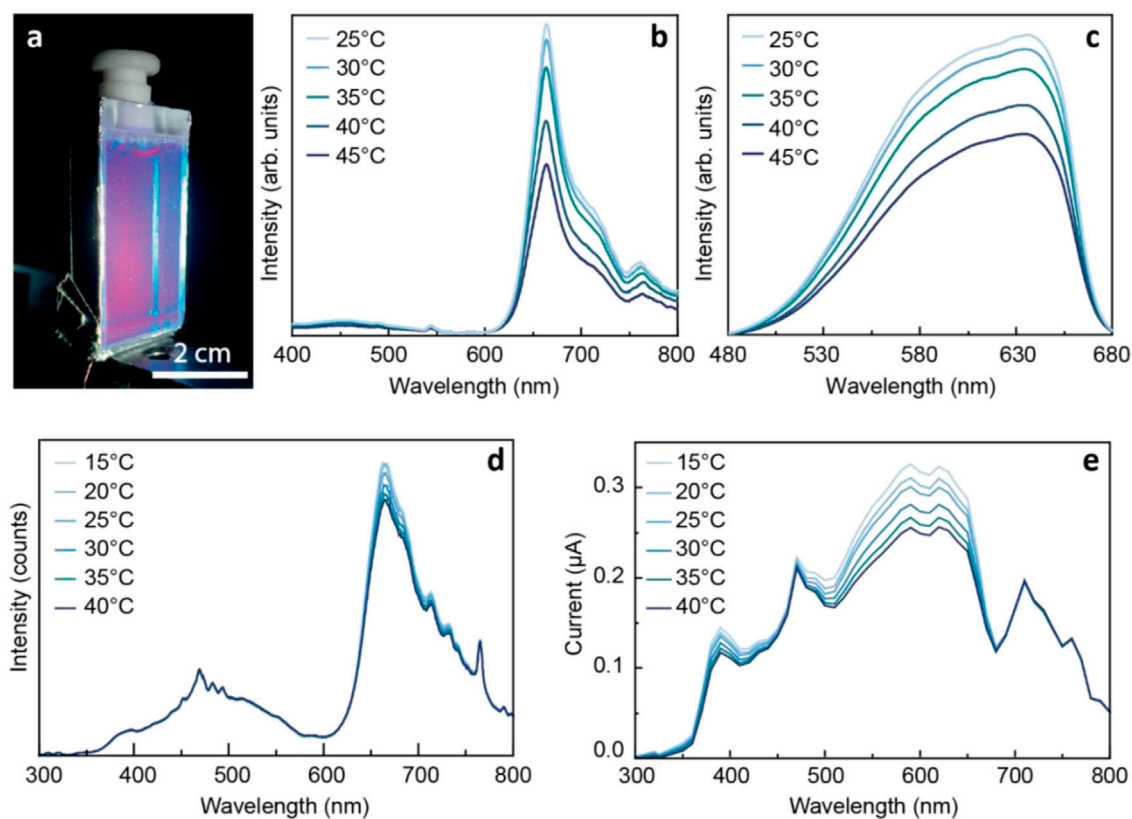 a
2 cm
b
25°C
30°C
35°C
40°C
45°C
Intensity (arb. units)
400 500 600 700 800
Wavelength (nm)
c
25°C
30°C
35°C
40°C
45°C
Intensity (arb. units)
480 530 580 630 680
Wavelength (nm)
d
15°C
20°C
25°C
30°C
35°C
40°C
Intensity (counts)
300 400 500 600 700 800
Wavelength (nm)
e
15°C
20°C
25°C
30°C
35°C
40°C
Current (µA)
0.3
0.2
0.1
0.0
300 400 500 600 700 800
Wavelength (nm)